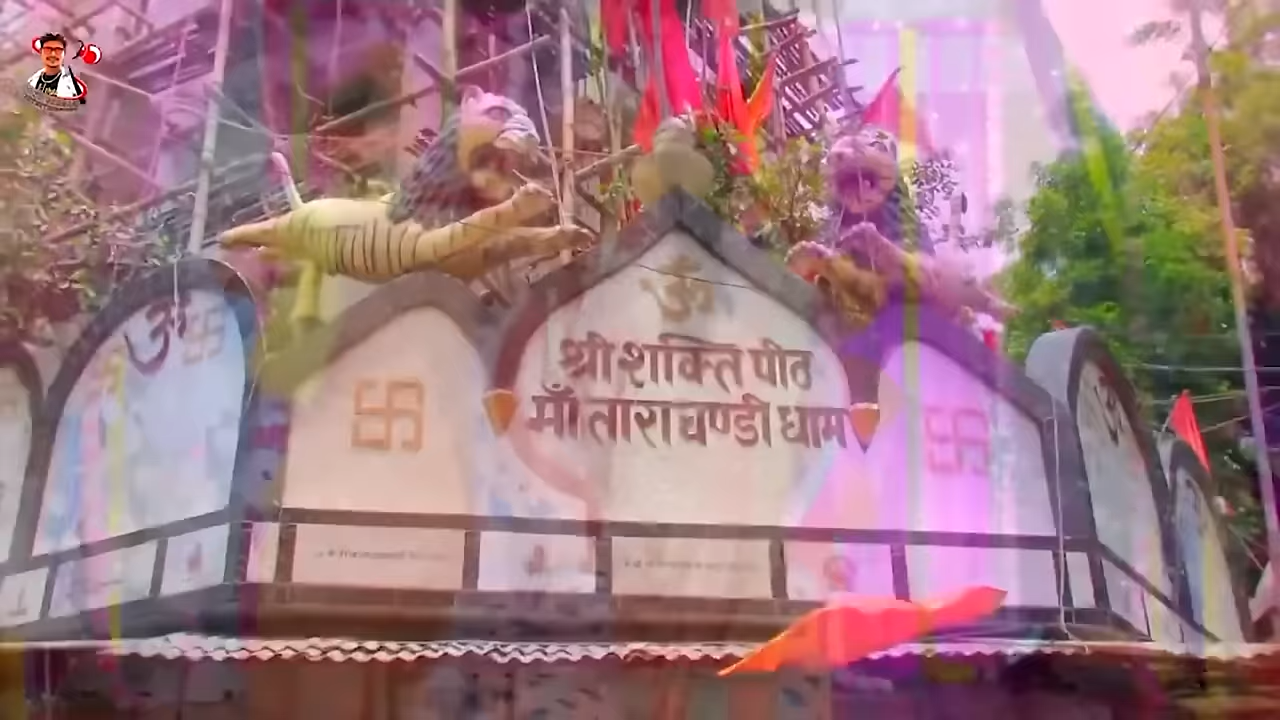 ॐ
ॐ
श्री शक्ति पीठ
माँ तारा चण्डी धाम